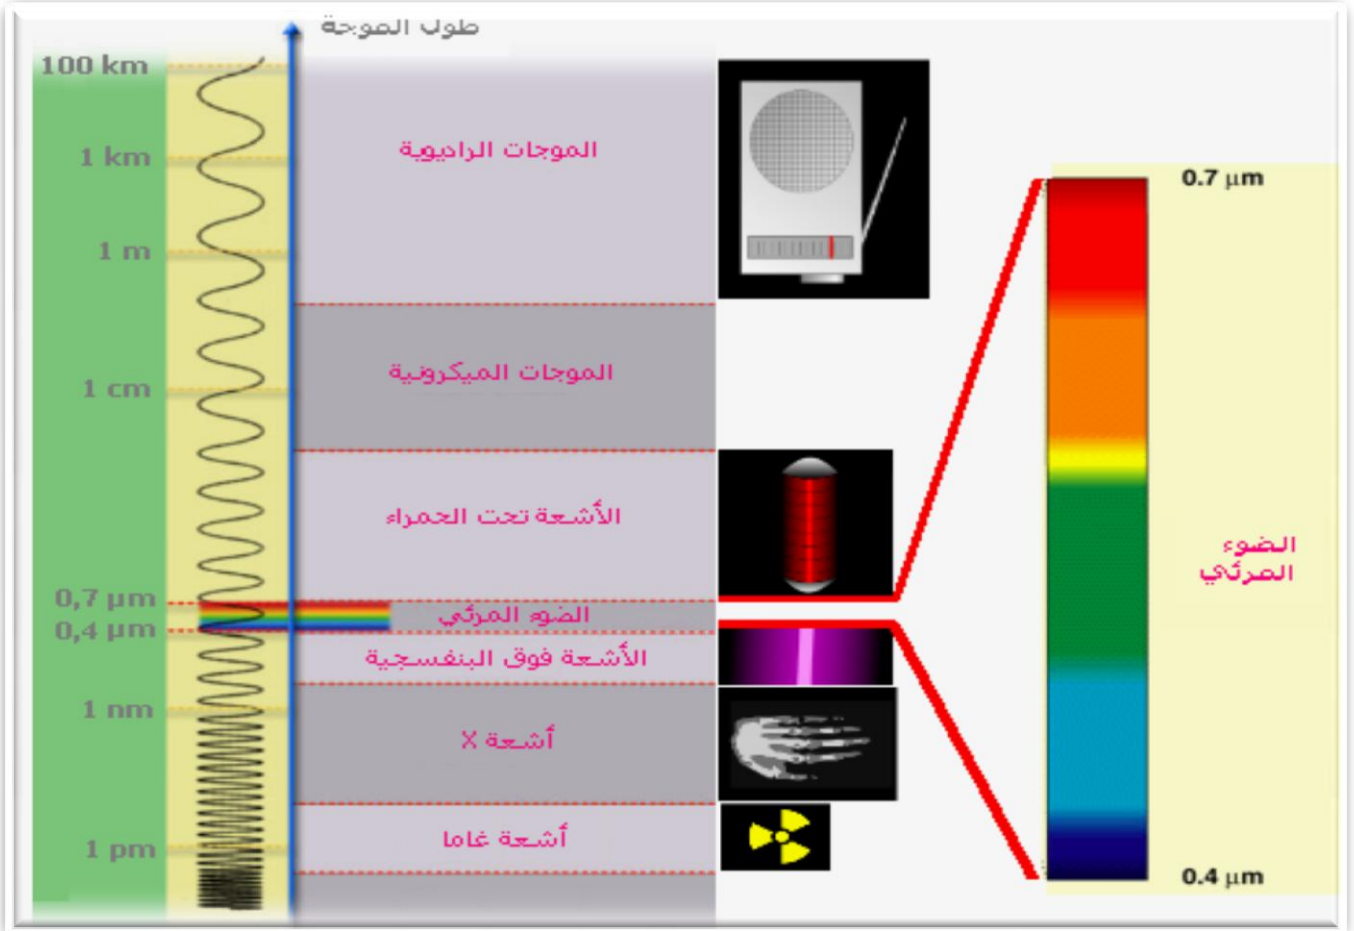 طول الموجة
100 km
1 km
1 m
1 cm
0,7 μm
0,4 μm
1 nm
1 pm
الموجات الراديوية
الموجات الميكرونية
الأشعة تحت الحمراء
الضوء المرئي
الأشعة فوق البنفسجية
أشعة X
أشعة غاما
0.7 μm
الضوء
المرئي
0.4 μm